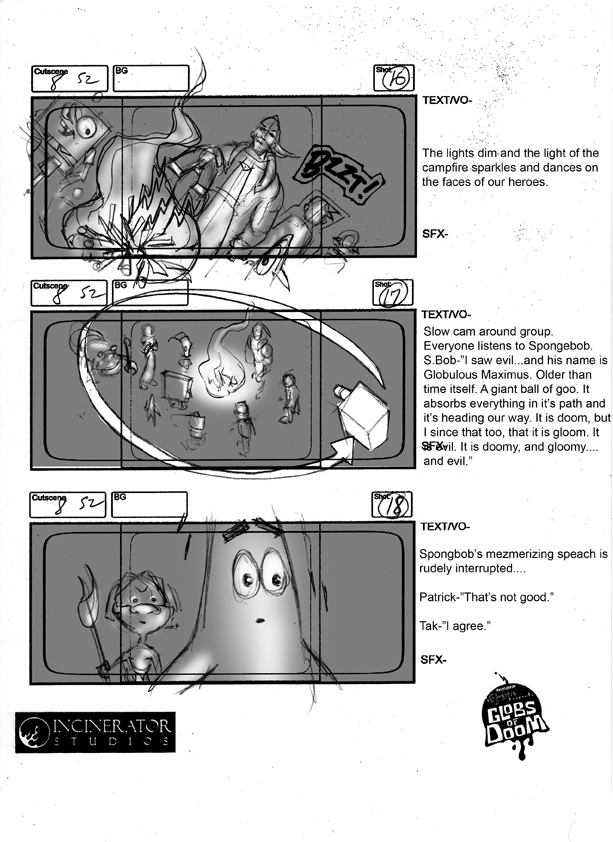 Cutscene 8 52
BG
Shot 16
TEXT/VO-
The lights dim and the light of the
campfire sparkles and dances on
the faces of our heroes.
BZZT!
SFX-
Cutscene 8 52
BG
Shot 17
TEXT/VO-
Slow cam around group.
Everyone listens to Spongebob.
S.Bob-"I saw evil...and his name is
Globulous Maximus. Older than
time itself. A giant ball of goo. It
absorbs everything in it's path and
it's heading our way. It is doom, but
I since that too, that it is gloom. It
is evil. It is doomy, and gloomy....
SFX-
and evil."
Cutscene 8 52
BG
Shot 18
TEXT/VO-
Spongbob's mezmerizing speach is
rudely interrupted....
Patrick-"That's not good."
Tak-"I agree."
SFX-
INCINERATOR
STUDIOS
GLOBS
OF
DOOM